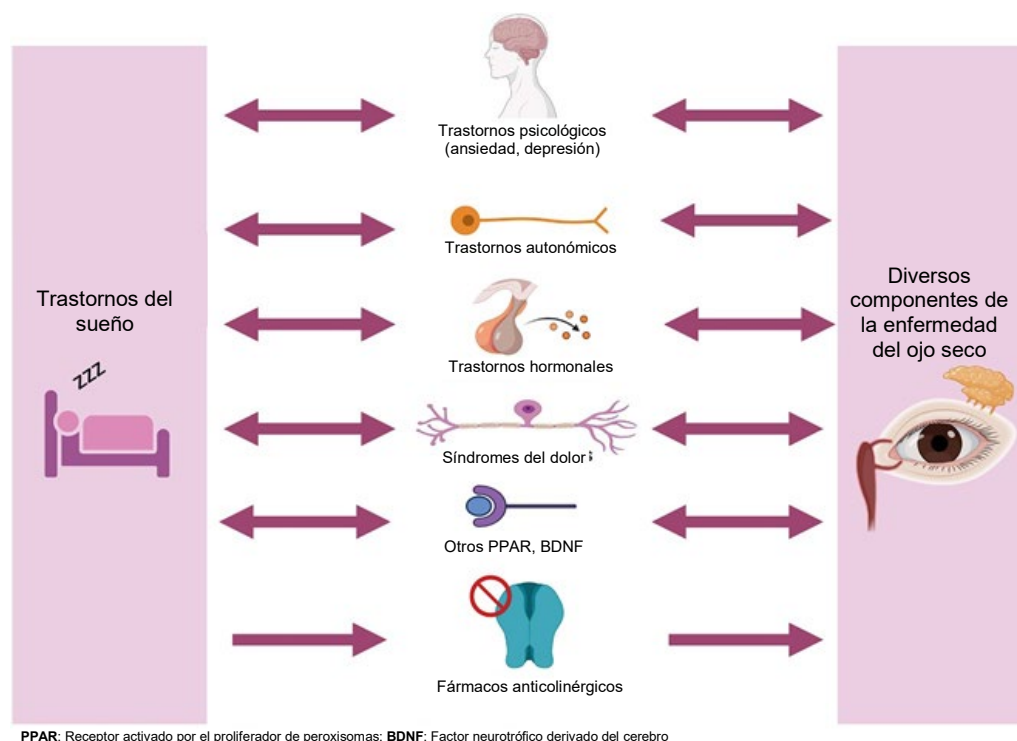 Trastornos psicológicos
(ansiedad, depresión)
Trastornos autonómicos
Trastornos del
sueño
zzz
Diversos
componentes de
la enfermedad
del ojo seco
Trastornos hormonales
Síndromes del dolor
Otros PPAR, BDNF
Fármacos anticolinérgicos
PPAR: Receptor activado por el proliferador de peroxisomas; BDNF: Factor neurotrófico derivado del cerebro